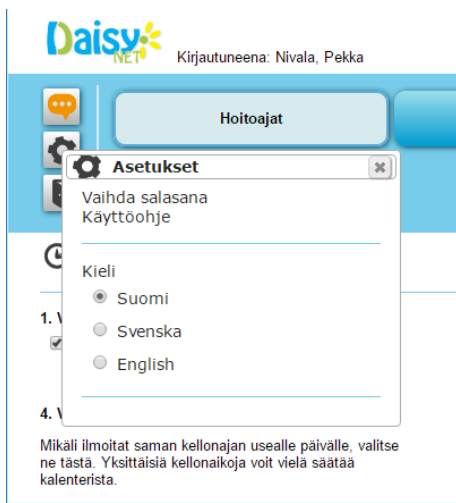 Daisy
NET
Kirjautuneena: Nivala, Pekka
Hoitoajat
Asetukset
Vaihda salasana
Käyttöohje
Kieli
Suomi
Svenska
English
1. V
4. V
Mikäli ilmoitat saman kellonajan usealle päivälle, valitse
ne tästä. Yksittäisiä kellonaikoja voit vielä säätää
kalenterista.